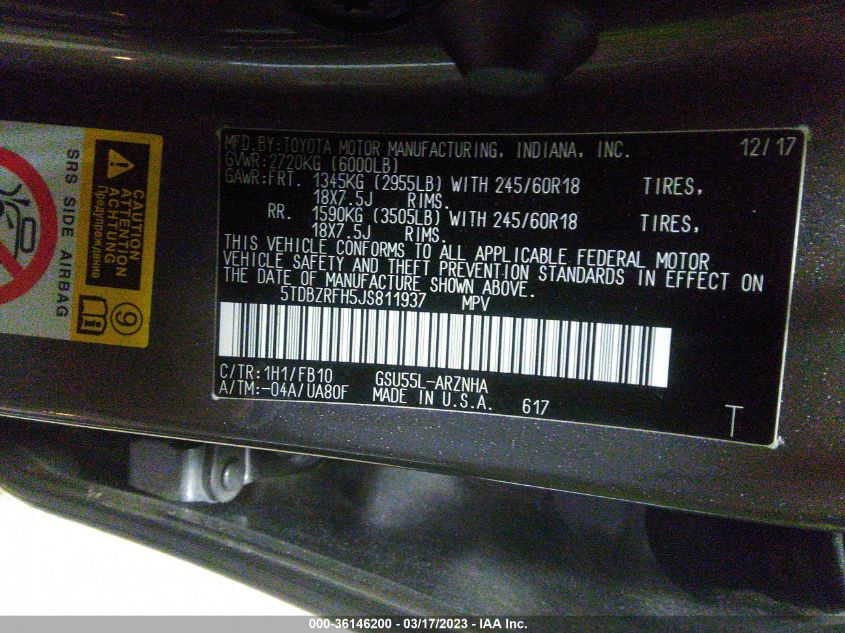 MFD.BY:TOYOTA MOTOR MANUFACTURING, INDIANA, INC. 12/17
GVWR:2720KG (6000LB)
GAWR:FRT. 1345KG (2955LB) WITH 245/60R18 TIRES,
18X7.5J RIMS.
RR. 1590KG (3505LB) WITH 245/60R18 TIRES,
18X7.5J RIMS.
THIS VEHICLE CONFORMS TO ALL APPLICABLE FEDERAL MOTOR
VEHICLE SAFETY AND THEFT PREVENTION STANDARDS IN EFFECT ON
THE DATE OF MANUFACTURE SHOWN ABOVE.
5TDBZRFH5JS811937 MPV
C/TR:1H1/FB10 GSU55L-ARZNHA
A/TM:-04A/UA80F MADE IN U.S.A. 617
T
SRS SIDE AIRBAG
CAUTION
ATTENTION
ACHTUNG
Предупреждение
9
000-36146200 - 03/17/2023 - IAA Inc.